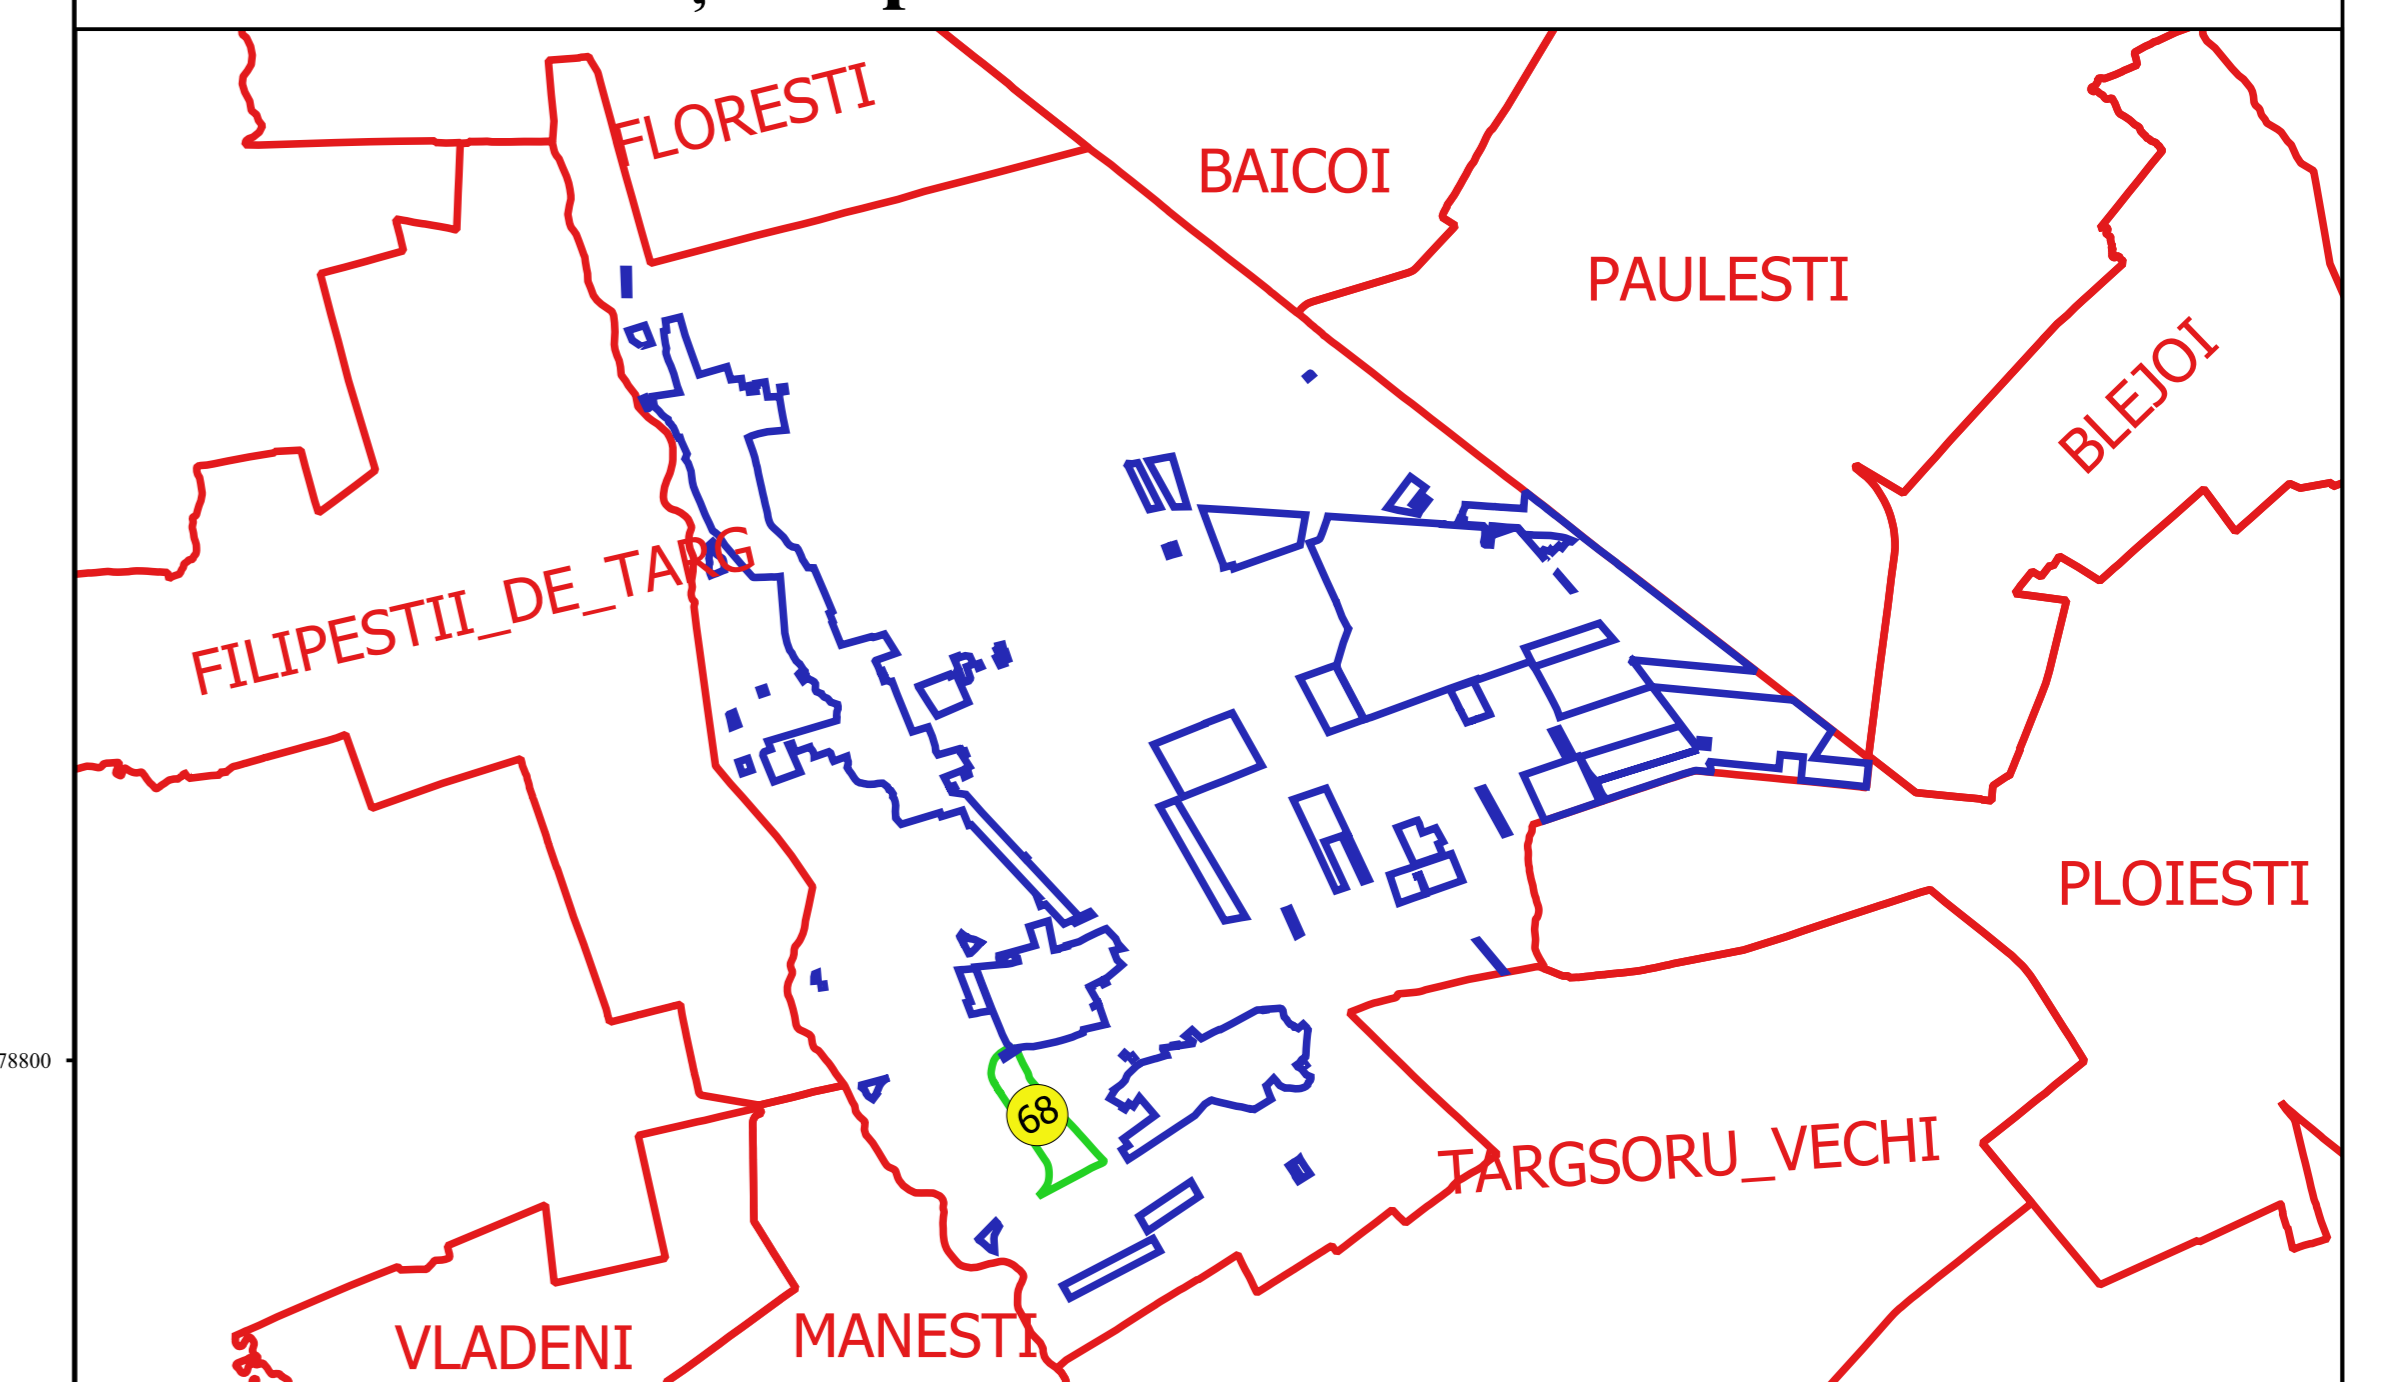 FLORESTI
BAICOI
PAULESTI
BLEJOI
FILIPESTII_DE_TARG
PLOIESTI
78800
68
TARGSORU_VECHI
MANESTI
VLADENI